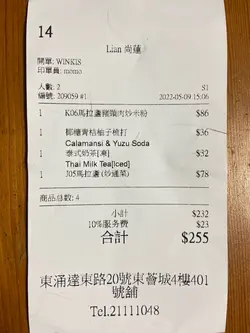 14
Lian 尚蓮
開單: WINKIS
印單員: momo
人數: 2 S1
編號: 209059 #1 2022-05-09 15:06
1 K06馬拉盞豬頸肉炒米粉 $86
1 椰糖青桔柚子梳打 $36
Calamansi & Yuzu Soda
1 泰式奶茶[凍] $32
Thai Milk Tea[Iced]
1 J05馬拉盞 (炒通菜) $78
商品总数: 4
小計 $232
10%服務費 $23
合計 $255
東涌達東路20號東薈城4樓401
號舖
Tel.21111048